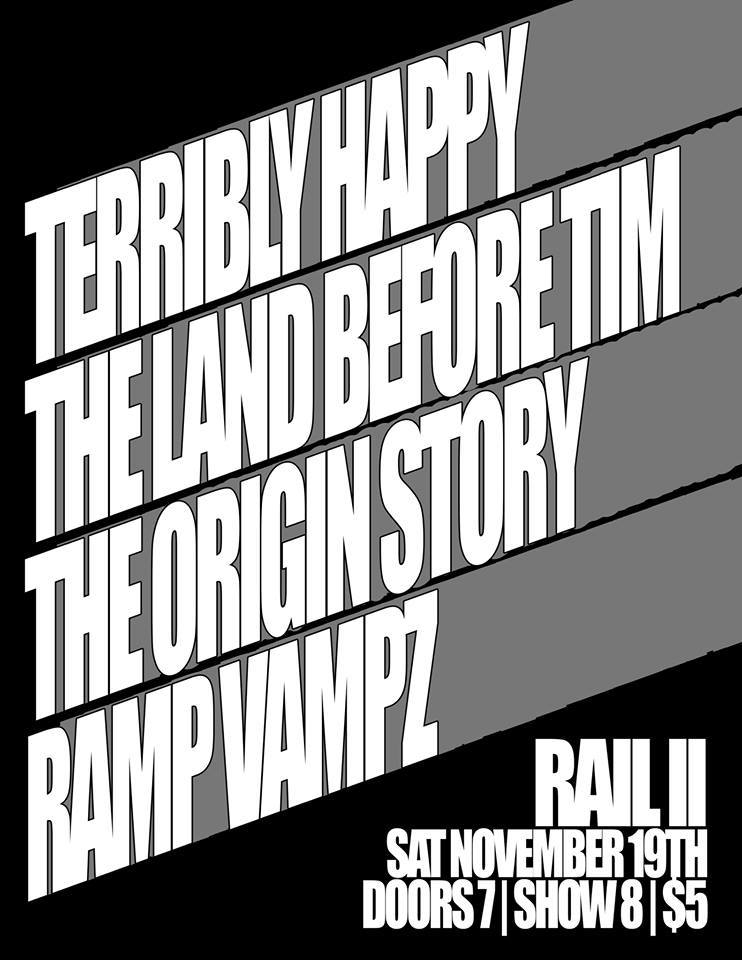 TERRIBLY HAPPY
THE LAND BEFORE TIM
THE ORIGIN STORY
RAMP VAMPZ
RAIL II
SAT NOVEMBER 19TH
DOORS 7 | SHOW 8 | $5